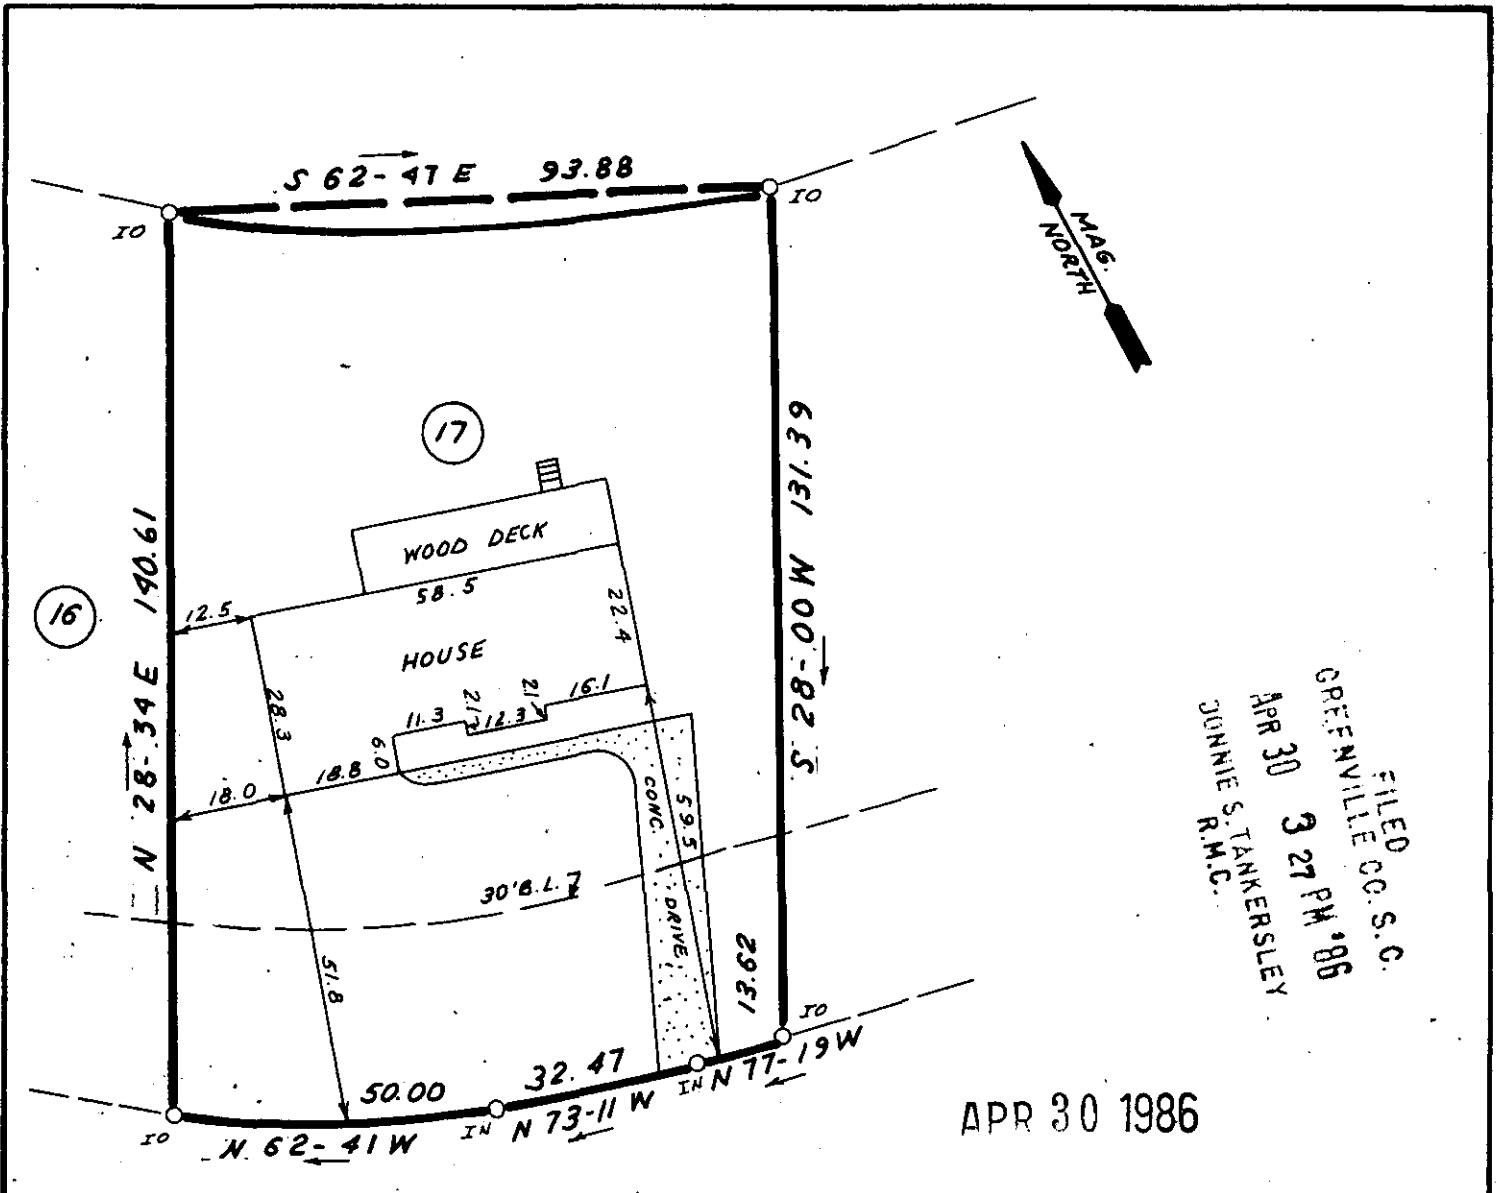 S 62-47 E 93.88
IO
IO
MAG.
NORTH
17
16
N 28-34 E 140.61
S 28-00 W 131.39
WOOD DECK
58.5
12.5
22.4
HOUSE
28.3
11.3
2.1
12.3
2.1
16.1
6.0
18.8
18.0
CONC. DRIVE
59.5
30' B.L.
51.8
13.62
IO
50.00
32.47
IN N 77-19 W
IO
N 62-41 W
IN
N 73-11 W
FILED
GREENVILLE CO. S.C.
APR 30 3 27 PM '86
DONNIE S. TANKERSLEY
R.M.C.
APR 30 1986